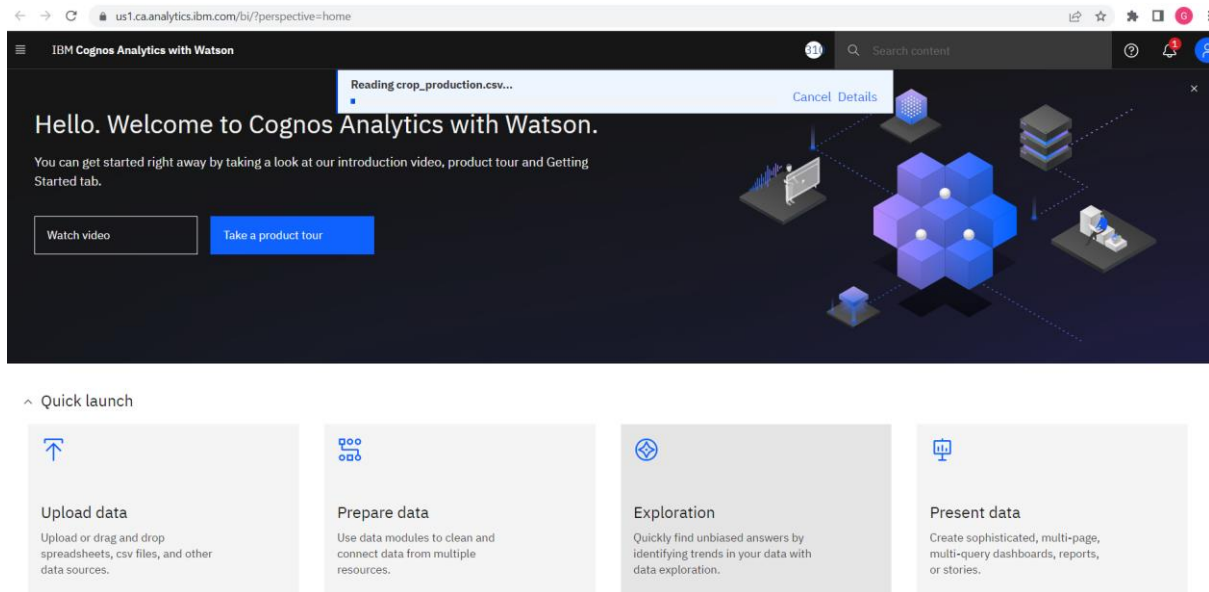 us1.ca.analytics.ibm.com/bi/?perspective=home
G
IBM Cognos Analytics with Watson
310
Search content
1
Reading crop_production.csv...
Cancel Details
Hello. Welcome to Cognos Analytics with Watson.
You can get started right away by taking a look at our introduction video, product tour and Getting
Started tab.
Watch video
Take a product tour
Quick launch
Upload data
Upload or drag and drop
spreadsheets, csv files, and other
data sources.
Prepare data
Use data modules to clean and
connect data from multiple
resources.
Exploration
Quickly find unbiased answers by
identifying trends in your data with
data exploration.
Present data
Create sophisticated, multi-page,
multi-query dashboards, reports,
or stories.